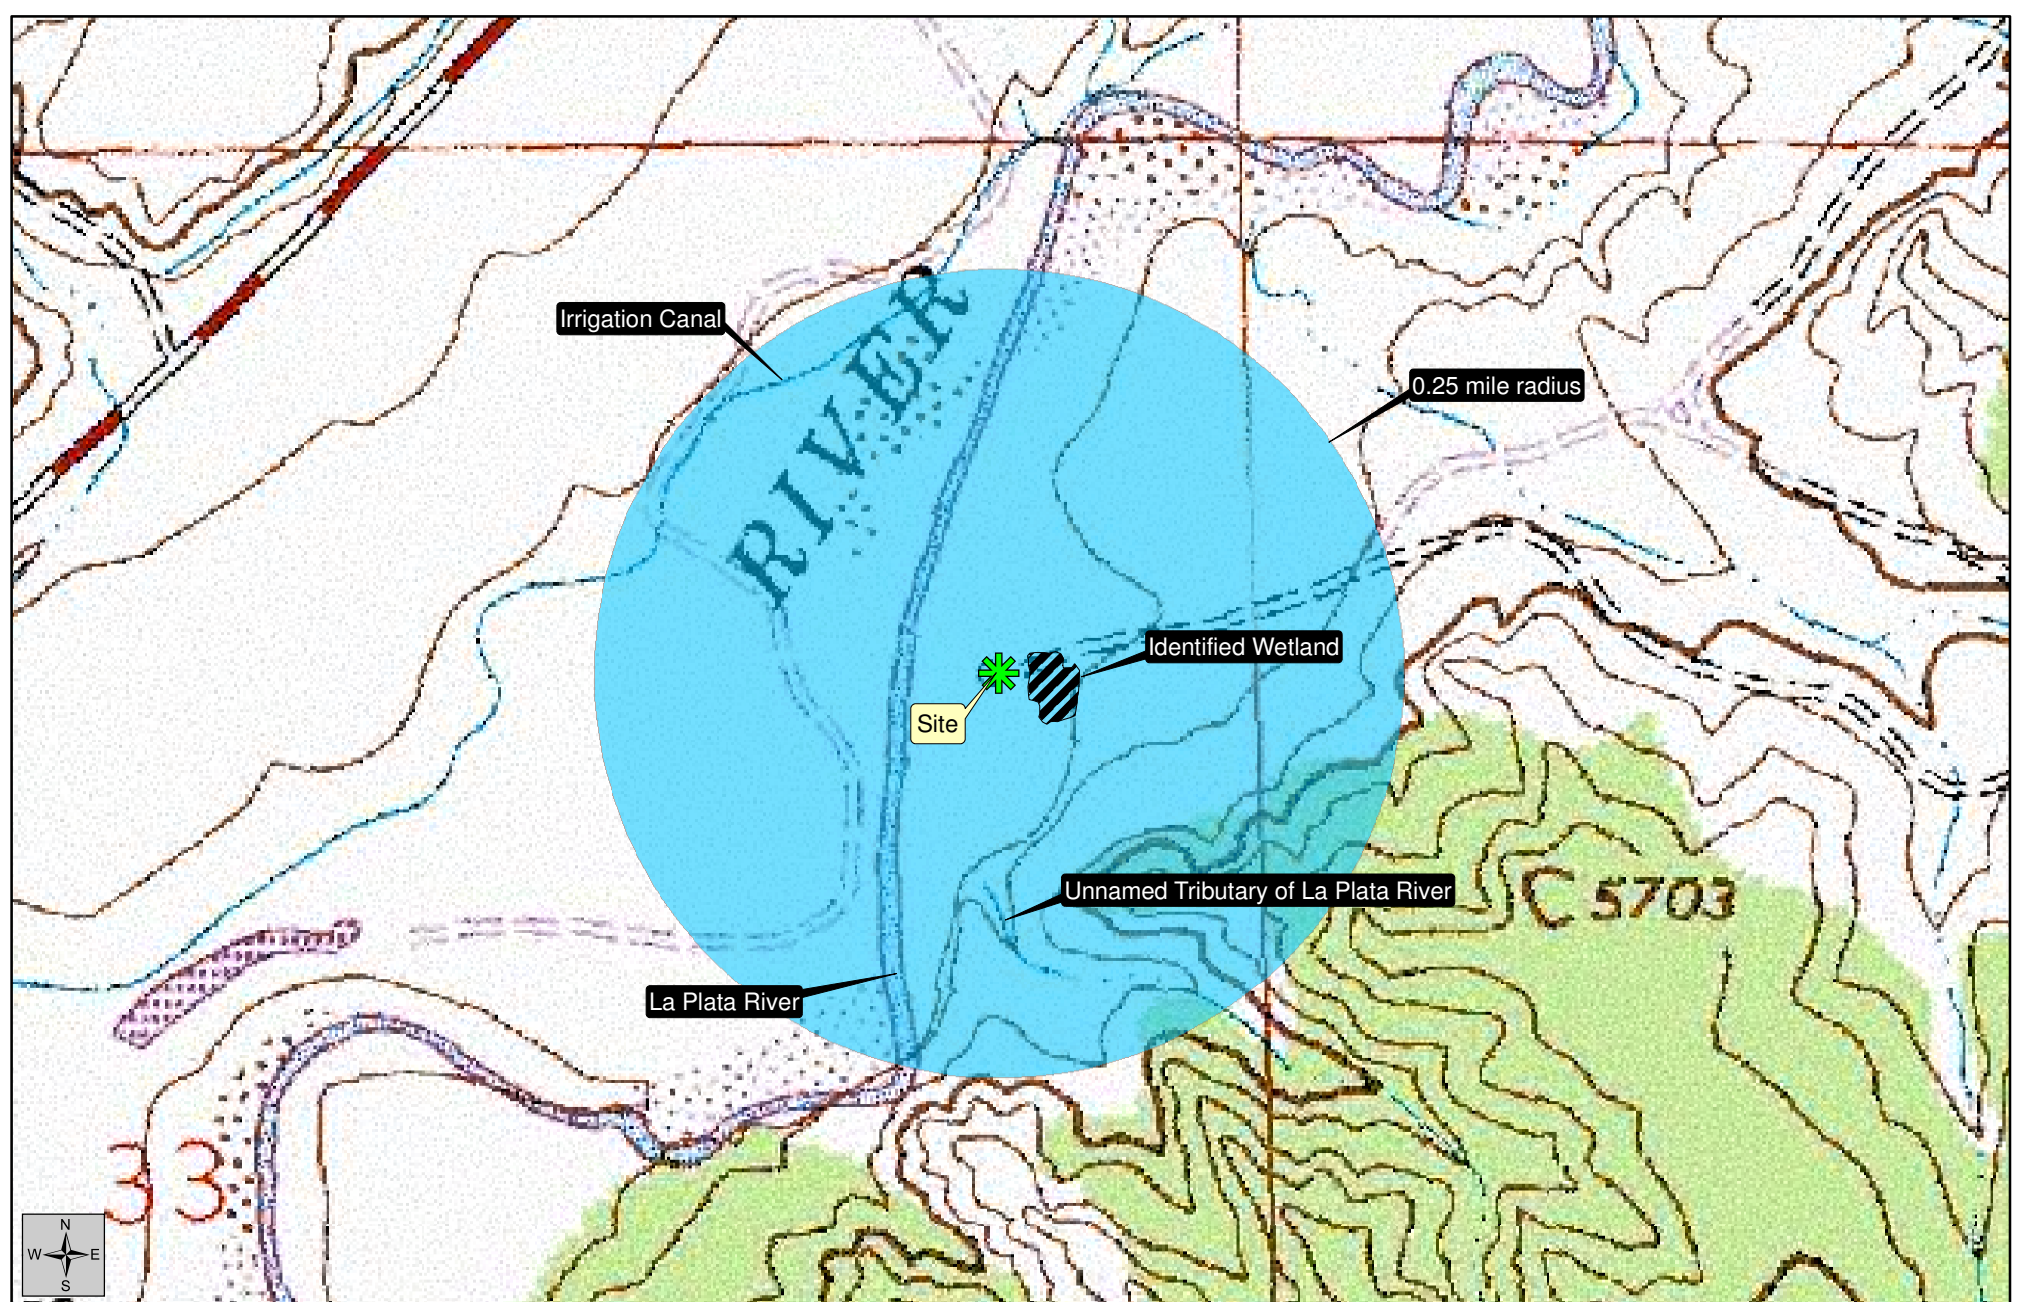 RIVER
Irrigation Canal
0.25 mile radius
Identified Wetland
Site
Unnamed Tributary of La Plata River
C 5703
La Plata River
33
N
W E
S